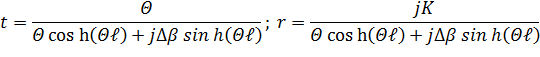 t = Θ / (Θ cos h(Θℓ) + jΔβ sin h(Θℓ)) ; r = jK / (Θ cos h(Θℓ) + jΔβ sin h(Θℓ))